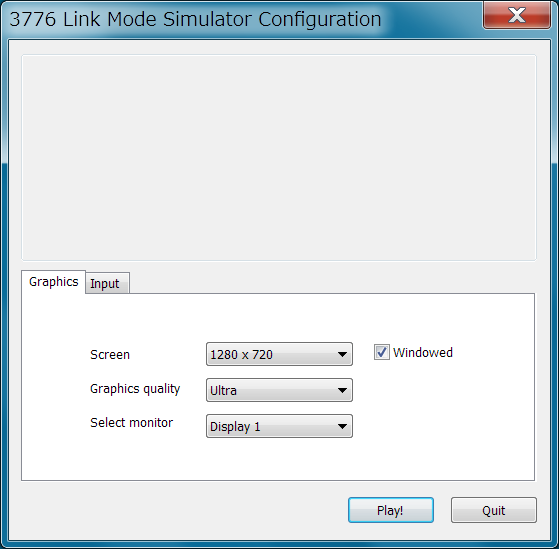 3776 Link Mode Simulator Configuration
Graphics Input
Screen 1280 x 720 Windowed
Graphics quality Ultra
Select monitor Display 1
Play! Quit